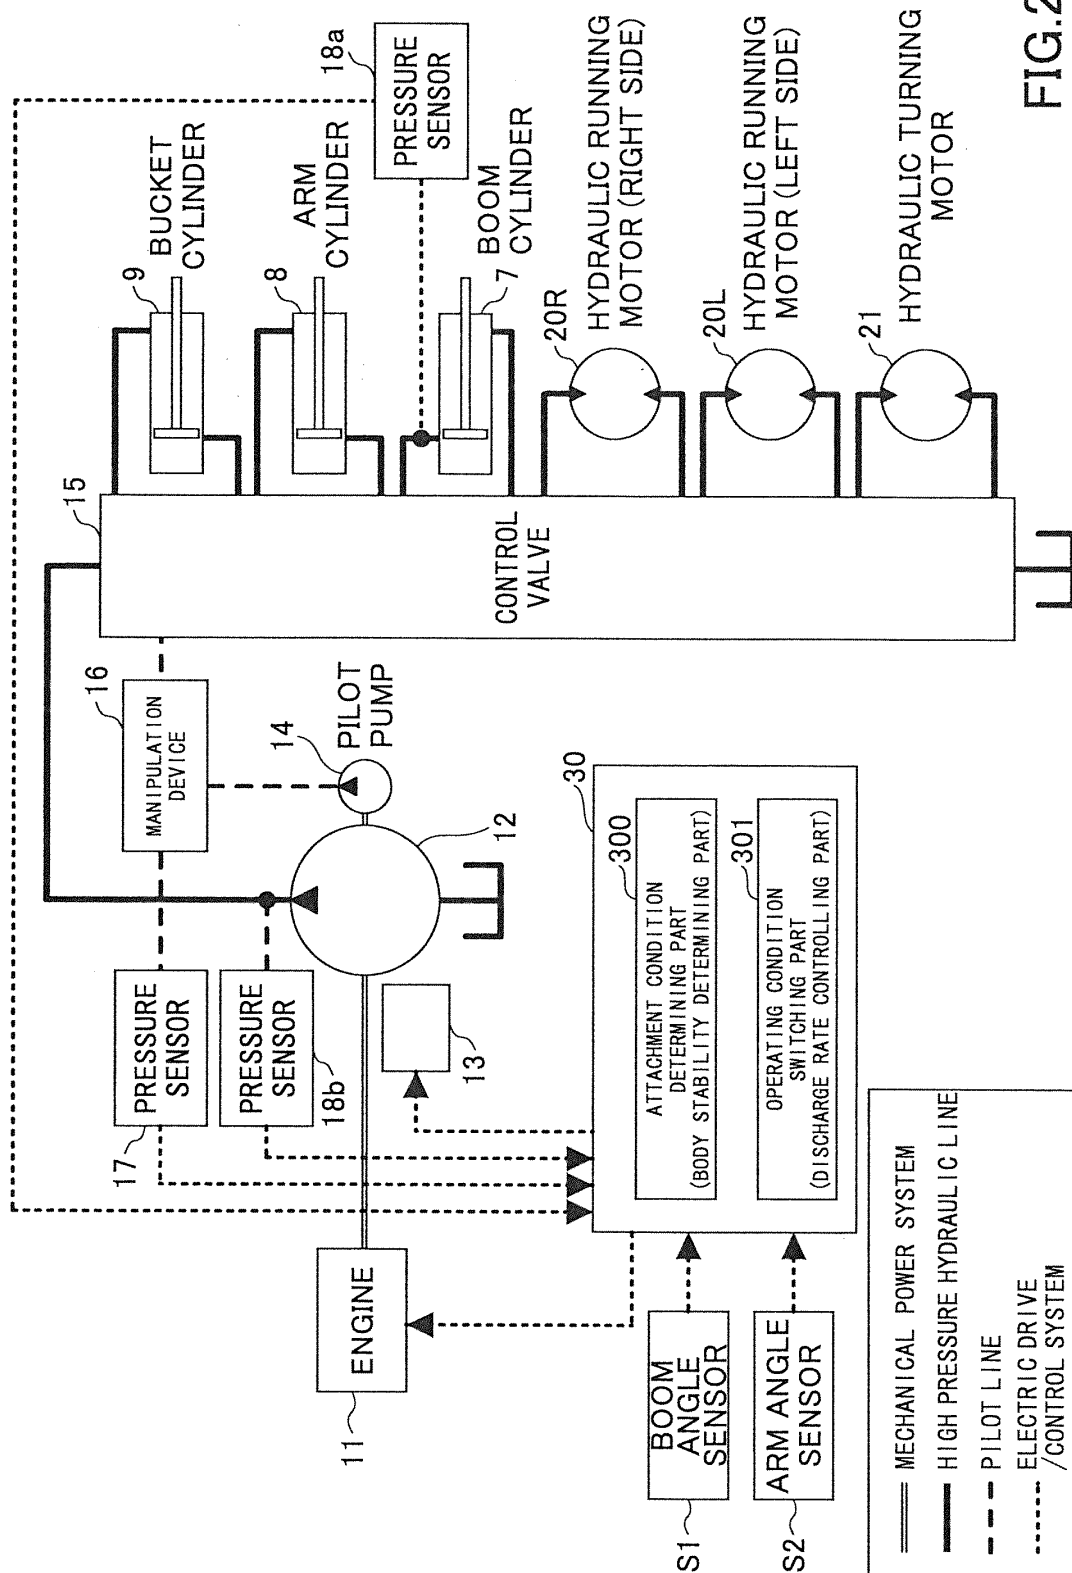 FIG.2
18a
PRESSURE
SENSOR
BUCKET
CYLINDER
9
ARM
CYLINDER
8
BOOM
CYLINDER
7
20R
HYDRAULIC RUNNING
MOTOR (RIGHT SIDE)
20L
HYDRAULIC RUNNING
MOTOR (LEFT SIDE)
21
HYDRAULIC TURNING
MOTOR
15
CONTROL
VALVE
16
MANIPULATION
DEVICE
14
PILOT
PUMP
12
17
PRESSURE
SENSOR
PRESSURE
SENSOR
18b
13
30
300
ATTACHMENT CONDITION
DETERMINING PART
(BODY STABILITY DETERMINING PART)
301
OPERATING CONDITION
SWITCHING PART
(DISCHARGE RATE CONTROLLING PART)
ENGINE
11
BOOM
ANGLE
SENSOR
S1
ARM ANGLE
SENSOR
S2
MECHANICAL POWER SYSTEM
HIGH PRESSURE HYDRAULIC LINE
PILOT LINE
ELECTRIC DRIVE
/CONTROL SYSTEM